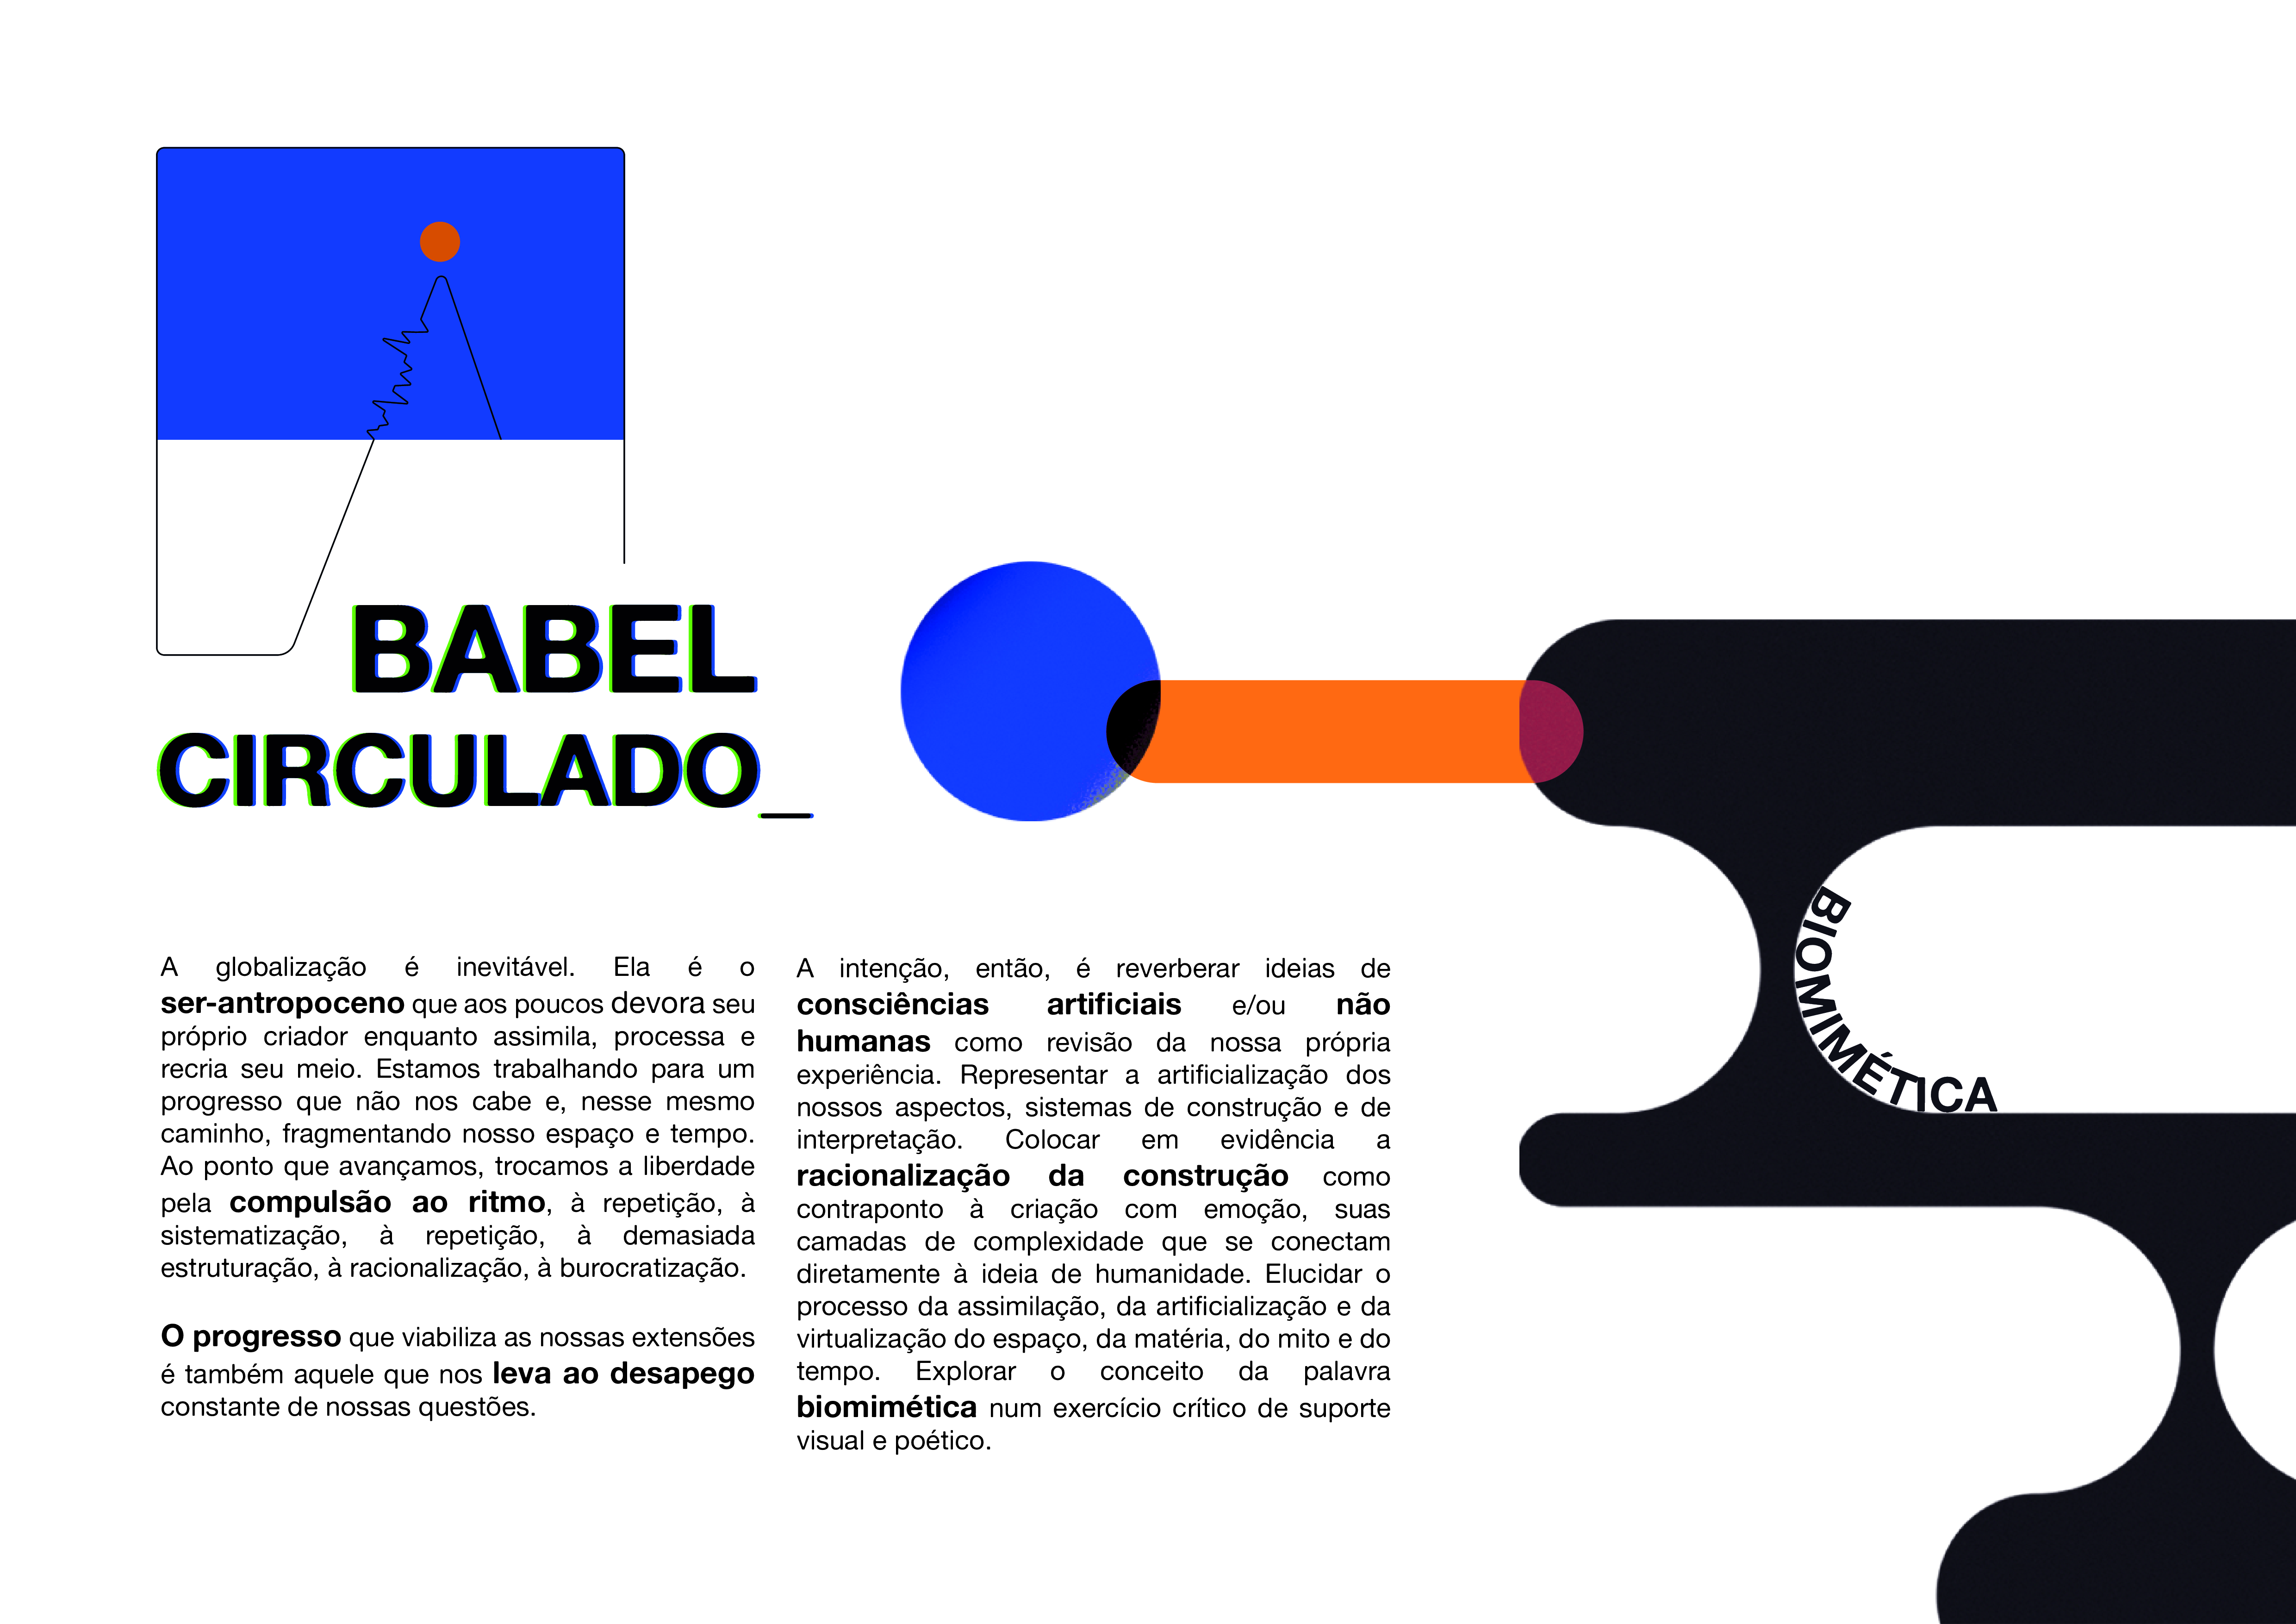 BABEL
CIRCULADO_
A globalização é inevitável. Ela é o
ser-antropoceno que aos poucos devora seu
próprio criador enquanto assimila, processa e
recria seu meio. Estamos trabalhando para um
progresso que não nos cabe e, nesse mesmo
caminho, fragmentando nosso espaço e tempo.
Ao ponto que avançamos, trocamos a liberdade
pela compulsão ao ritmo, à repetição, à
sistematização, à repetição, à demasiada
estruturação, à racionalização, à burocratização.
O progresso que viabiliza as nossas extensões
é também aquele que nos leva ao desapego
constante de nossas questões.
A intenção, então, é reverberar ideias de
consciências artificiais e/ou não
humanas como revisão da nossa própria
experiência. Representar a artificialização dos
nossos aspectos, sistemas de construção e de
interpretação. Colocar em evidência a
racionalização da construção como
contraponto à criação com emoção, suas
camadas de complexidade que se conectam
diretamente à ideia de humanidade. Elucidar o
processo da assimilação, da artificialização e da
virtualização do espaço, da matéria, do mito e do
tempo. Explorar o conceito da palavra
biomimética num exercício crítico de suporte
visual e poético.
BIOMIMÉTICA